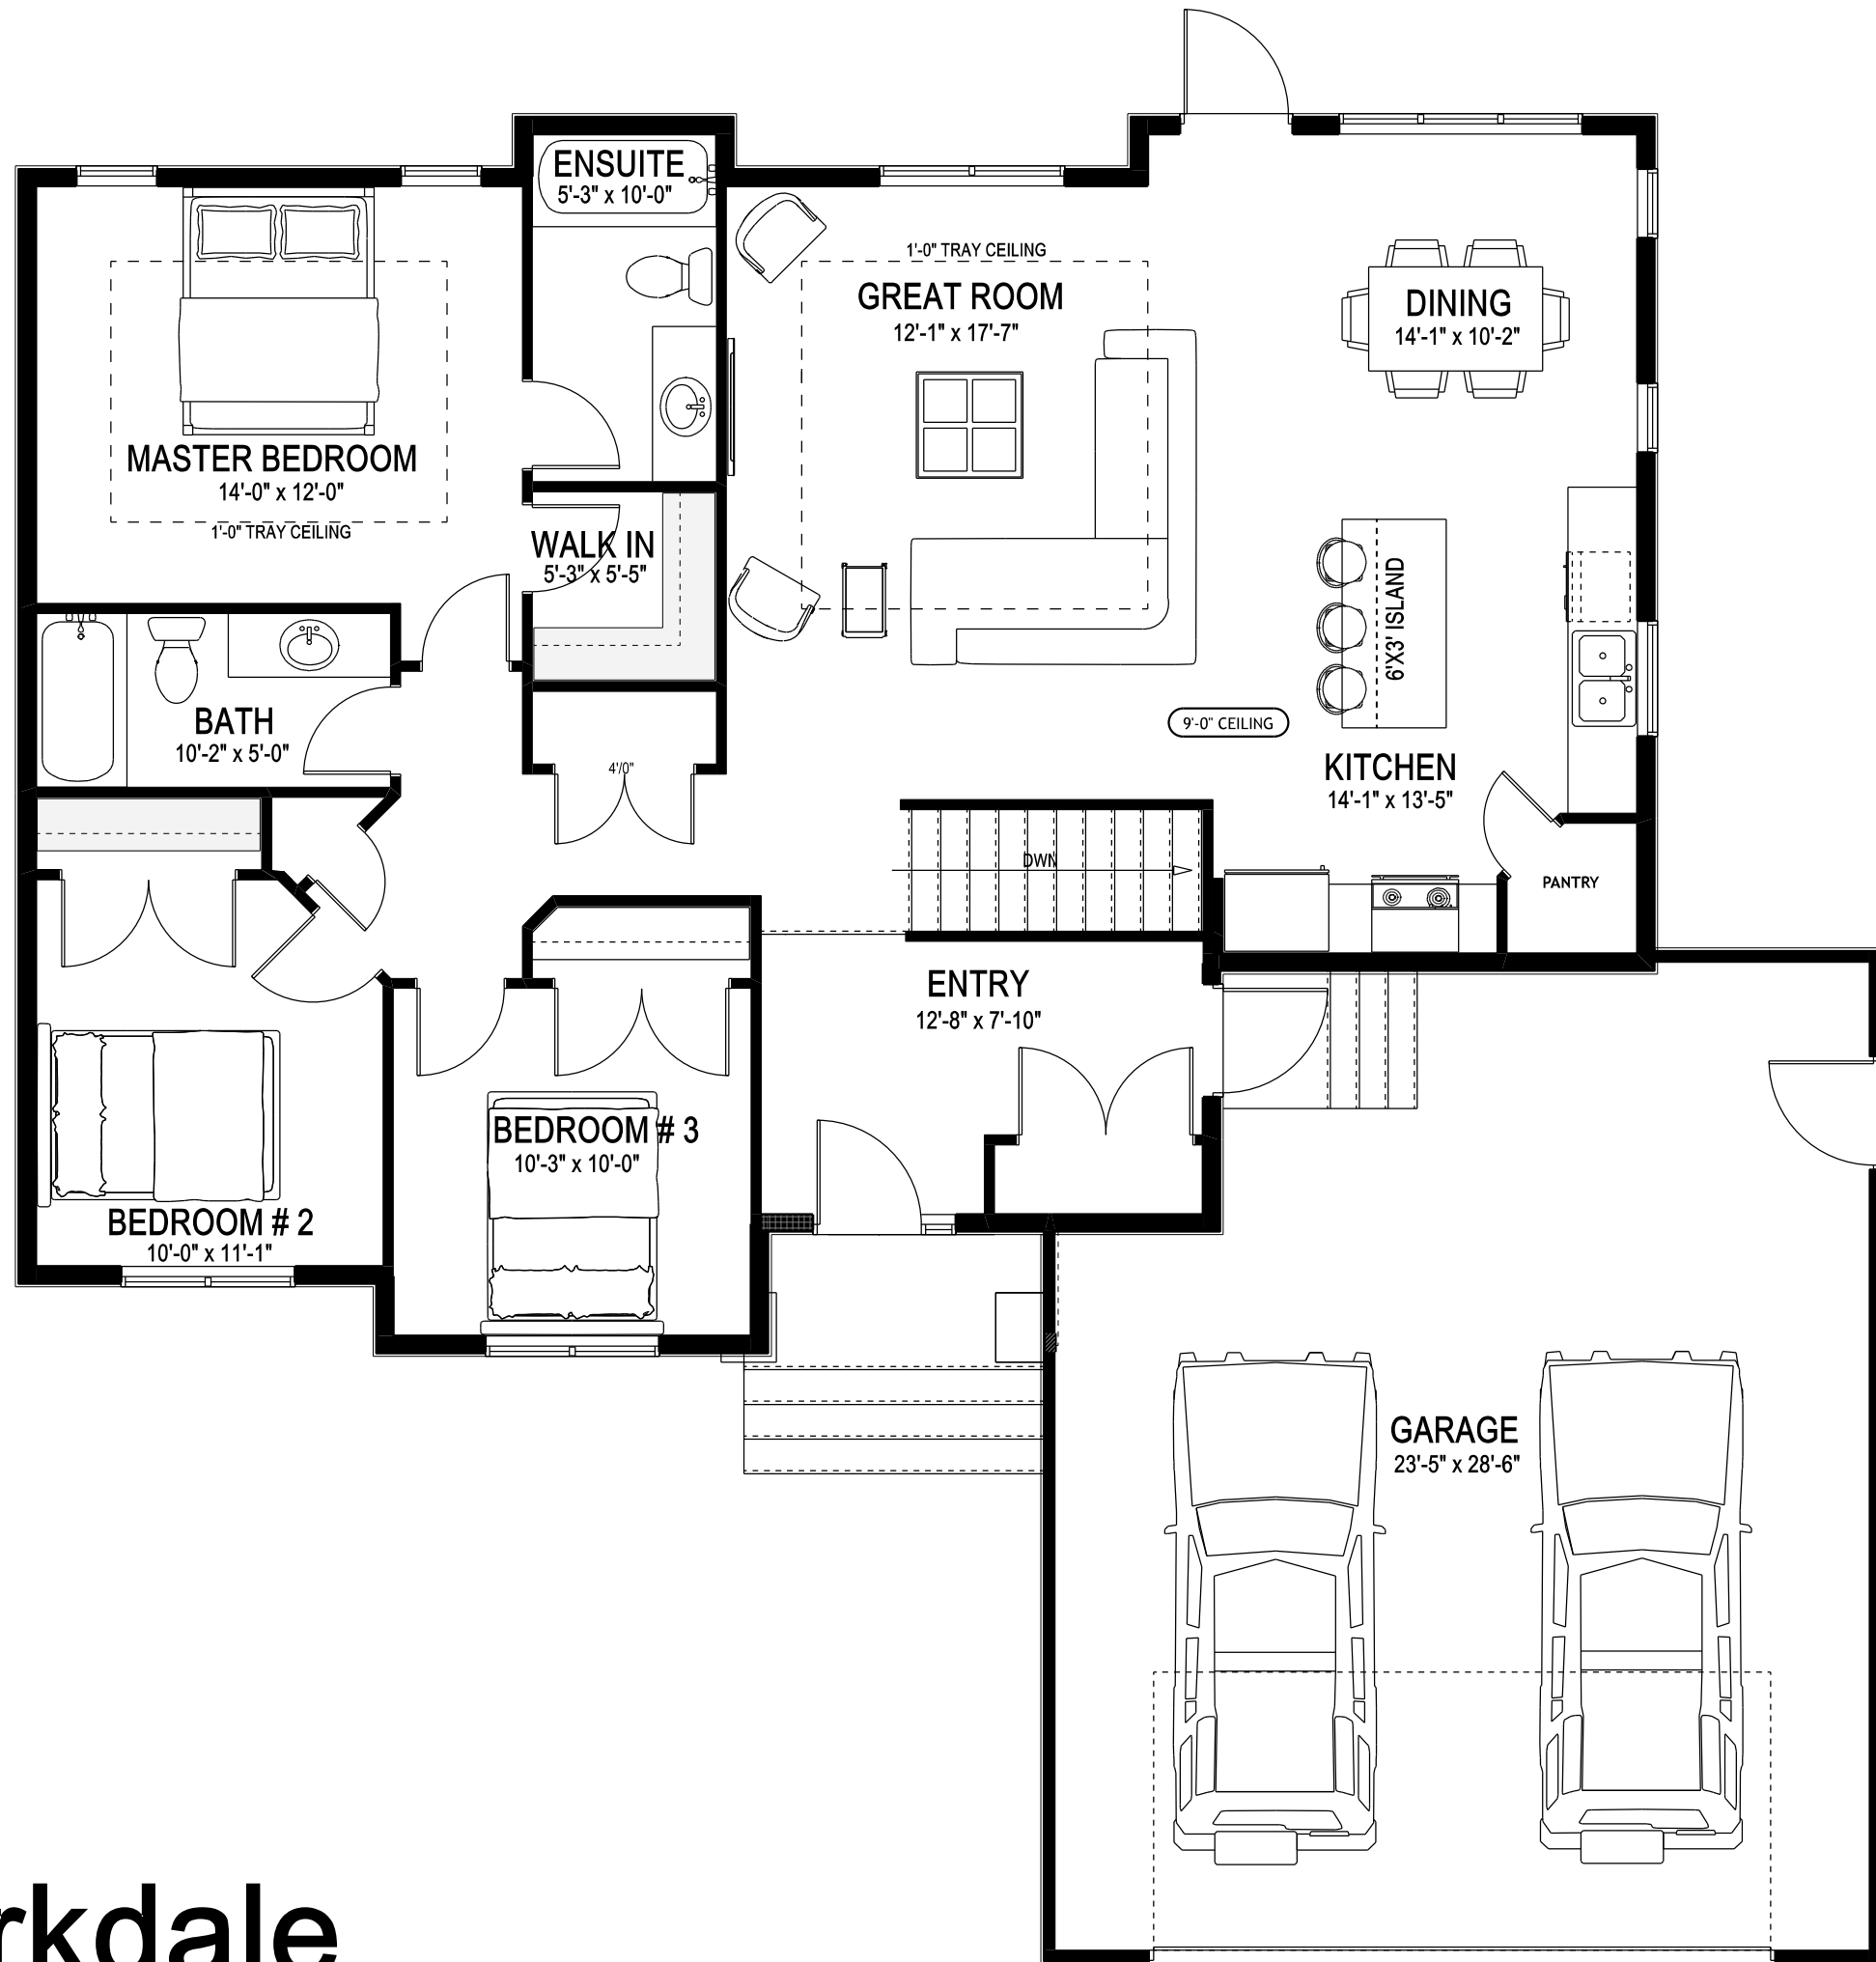 ENSUITE
5'-3" x 10'-0"
1'-0" TRAY CEILING
GREAT ROOM
12'-1" x 17'-7"
DINING
14'-1" x 10'-2"
MASTER BEDROOM
14'-0" x 12'-0"
1'-0" TRAY CEILING
WALK IN
5'-3" x 5'-5"
6'X3' ISLAND
BATH
10'-2" x 5'-0"
9'-0" CEILING
4'/0"
KITCHEN
14'-1" x 13'-5"
DWN
PANTRY
ENTRY
12'-8" x 7'-10"
BEDROOM # 3
10'-3" x 10'-0"
BEDROOM # 2
10'-0" x 11'-1"
GARAGE
23'-5" x 28'-6"
rkdale